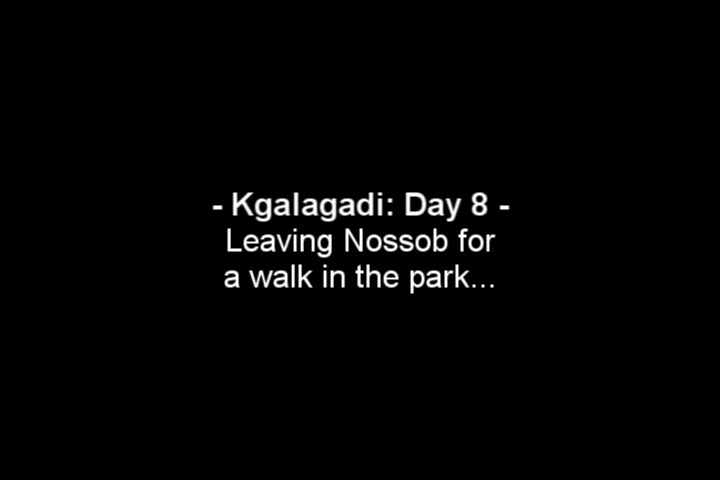 - Kgalagadi: Day 8 -
Leaving Nossob for
a walk in the park...